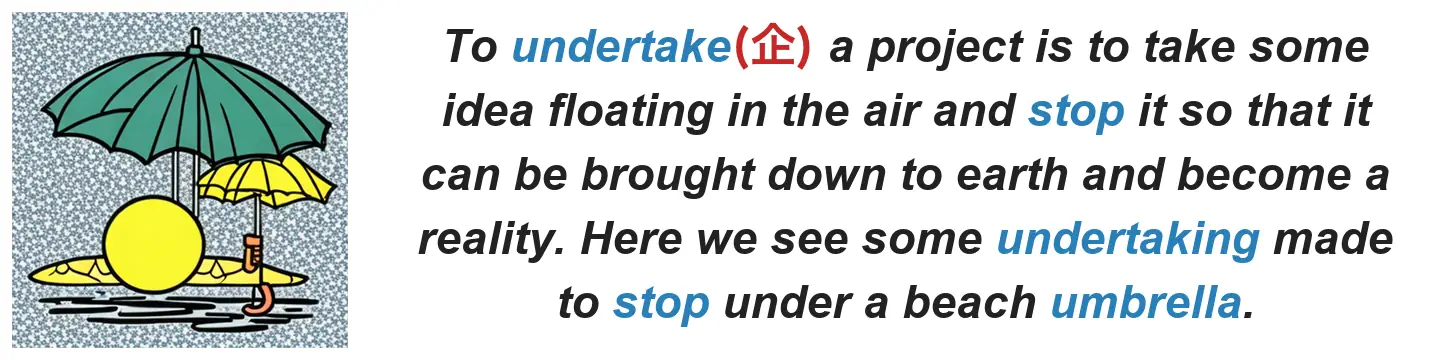 To undertake(企) a project is to take some
idea floating in the air and stop it so that it
can be brought down to earth and become a
reality. Here we see some undertaking made
to stop under a beach umbrella.